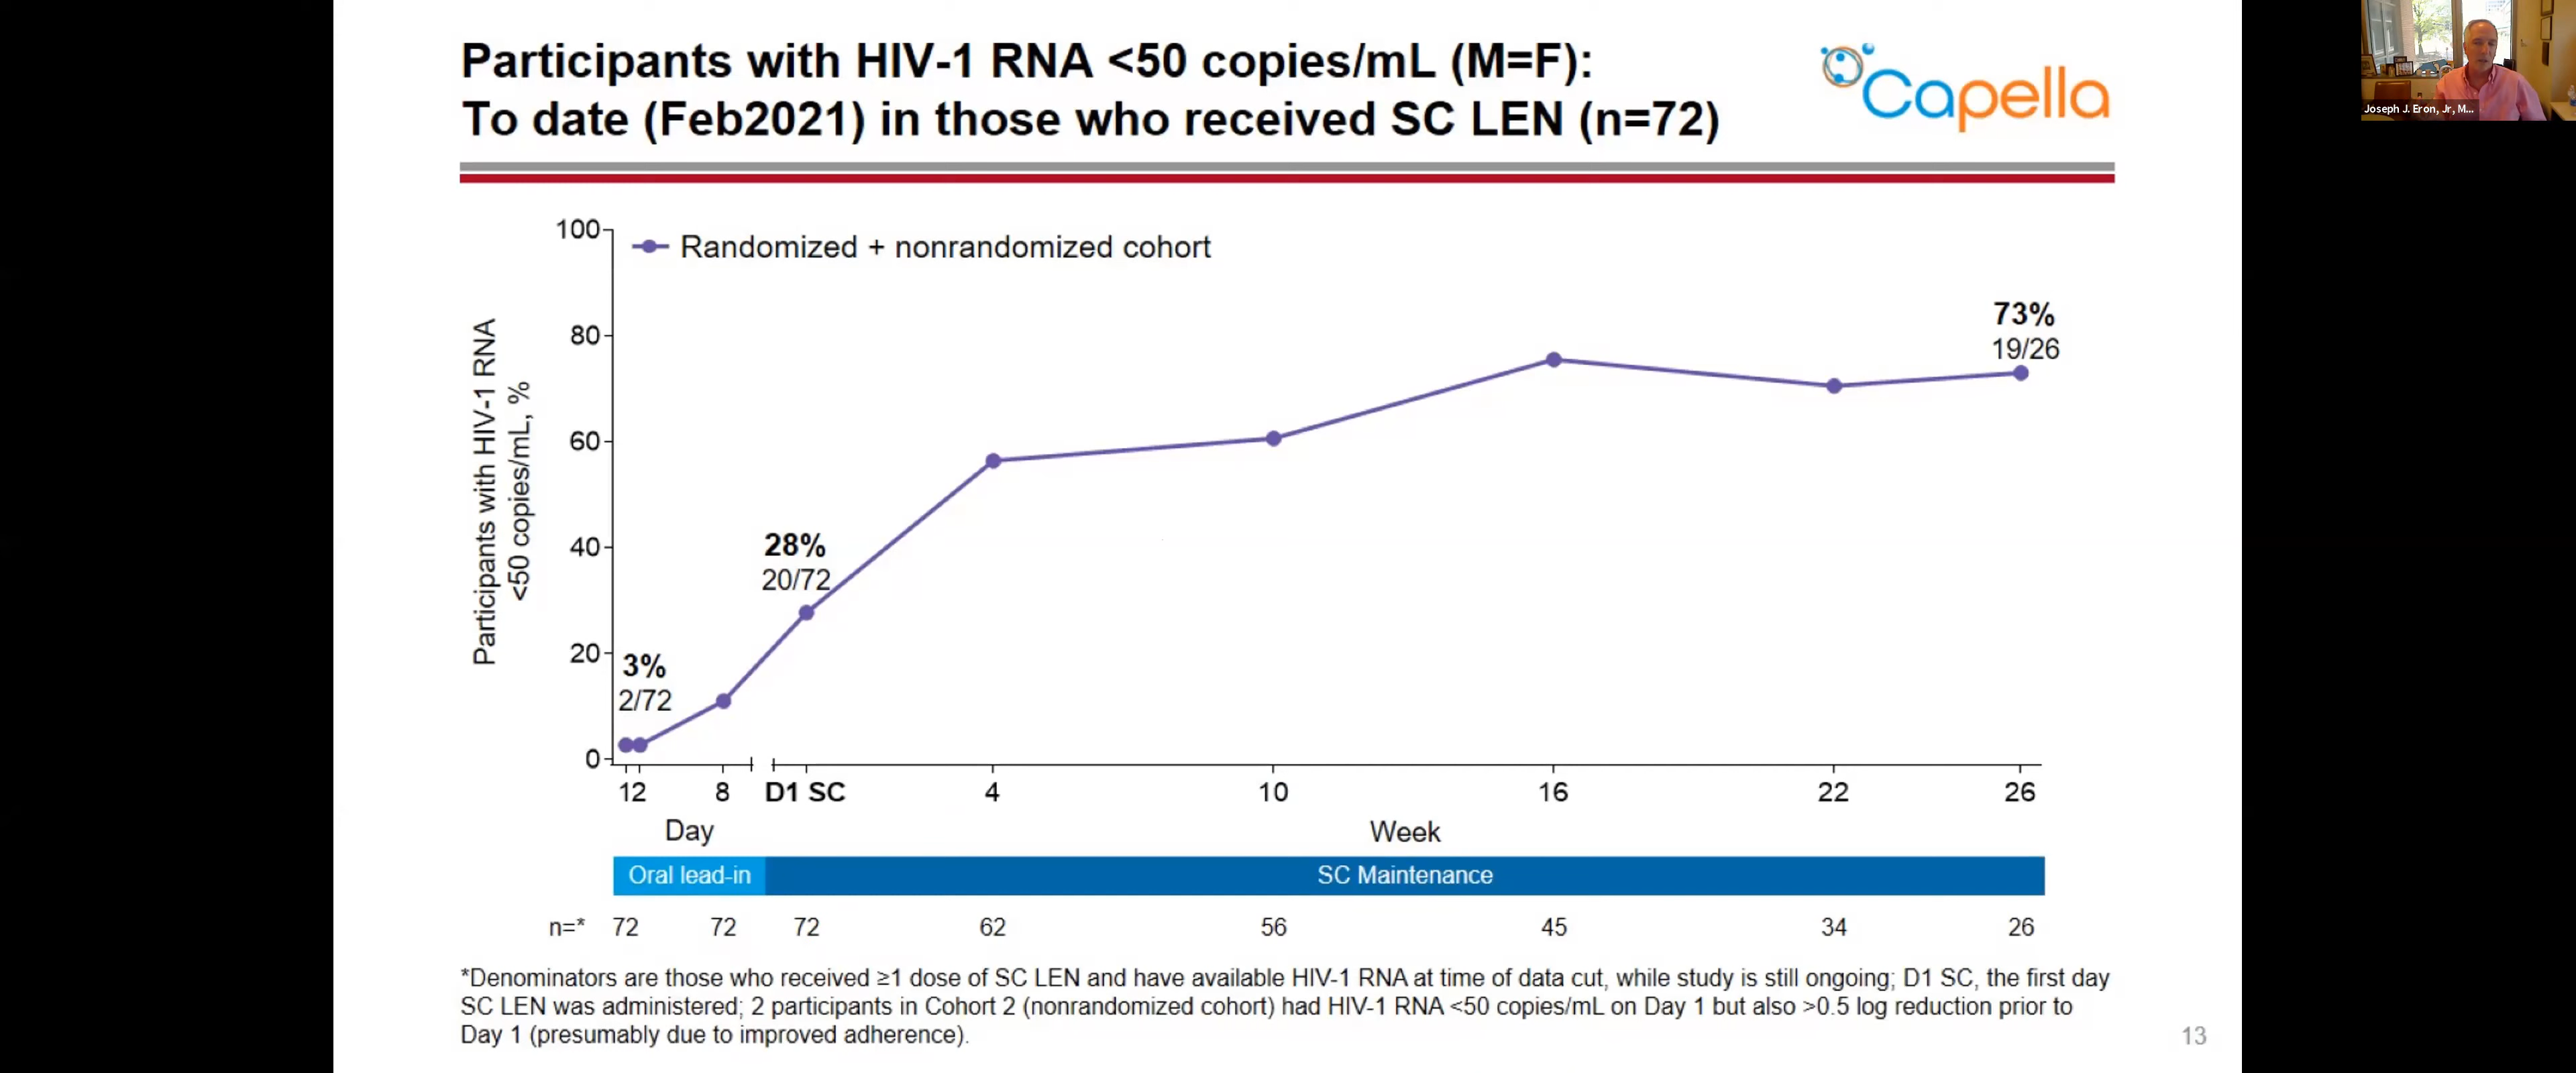 Participants with HIV-1 RNA <50 copies/mL (M=F):
To date (Feb2021) in those who received SC LEN (n=72)
Capella
Joseph J. Eron, Jr, M...
Randomized + nonrandomized cohort
Participants with HIV-1 RNA
<50 copies/mL, %
100
80
60
40
20
0
3%
2/72
28%
20/72
73%
19/26
12 8 D1 SC 4 10 16 22 26
Day Week
Oral lead-in SC Maintenance
n=* 72 72 72 62 56 45 34 26
*Denominators are those who received ≥1 dose of SC LEN and have available HIV-1 RNA at time of data cut, while study is still ongoing; D1 SC, the first day
SC LEN was administered; 2 participants in Cohort 2 (nonrandomized cohort) had HIV-1 RNA <50 copies/mL on Day 1 but also >0.5 log reduction prior to
Day 1 (presumably due to improved adherence).
13